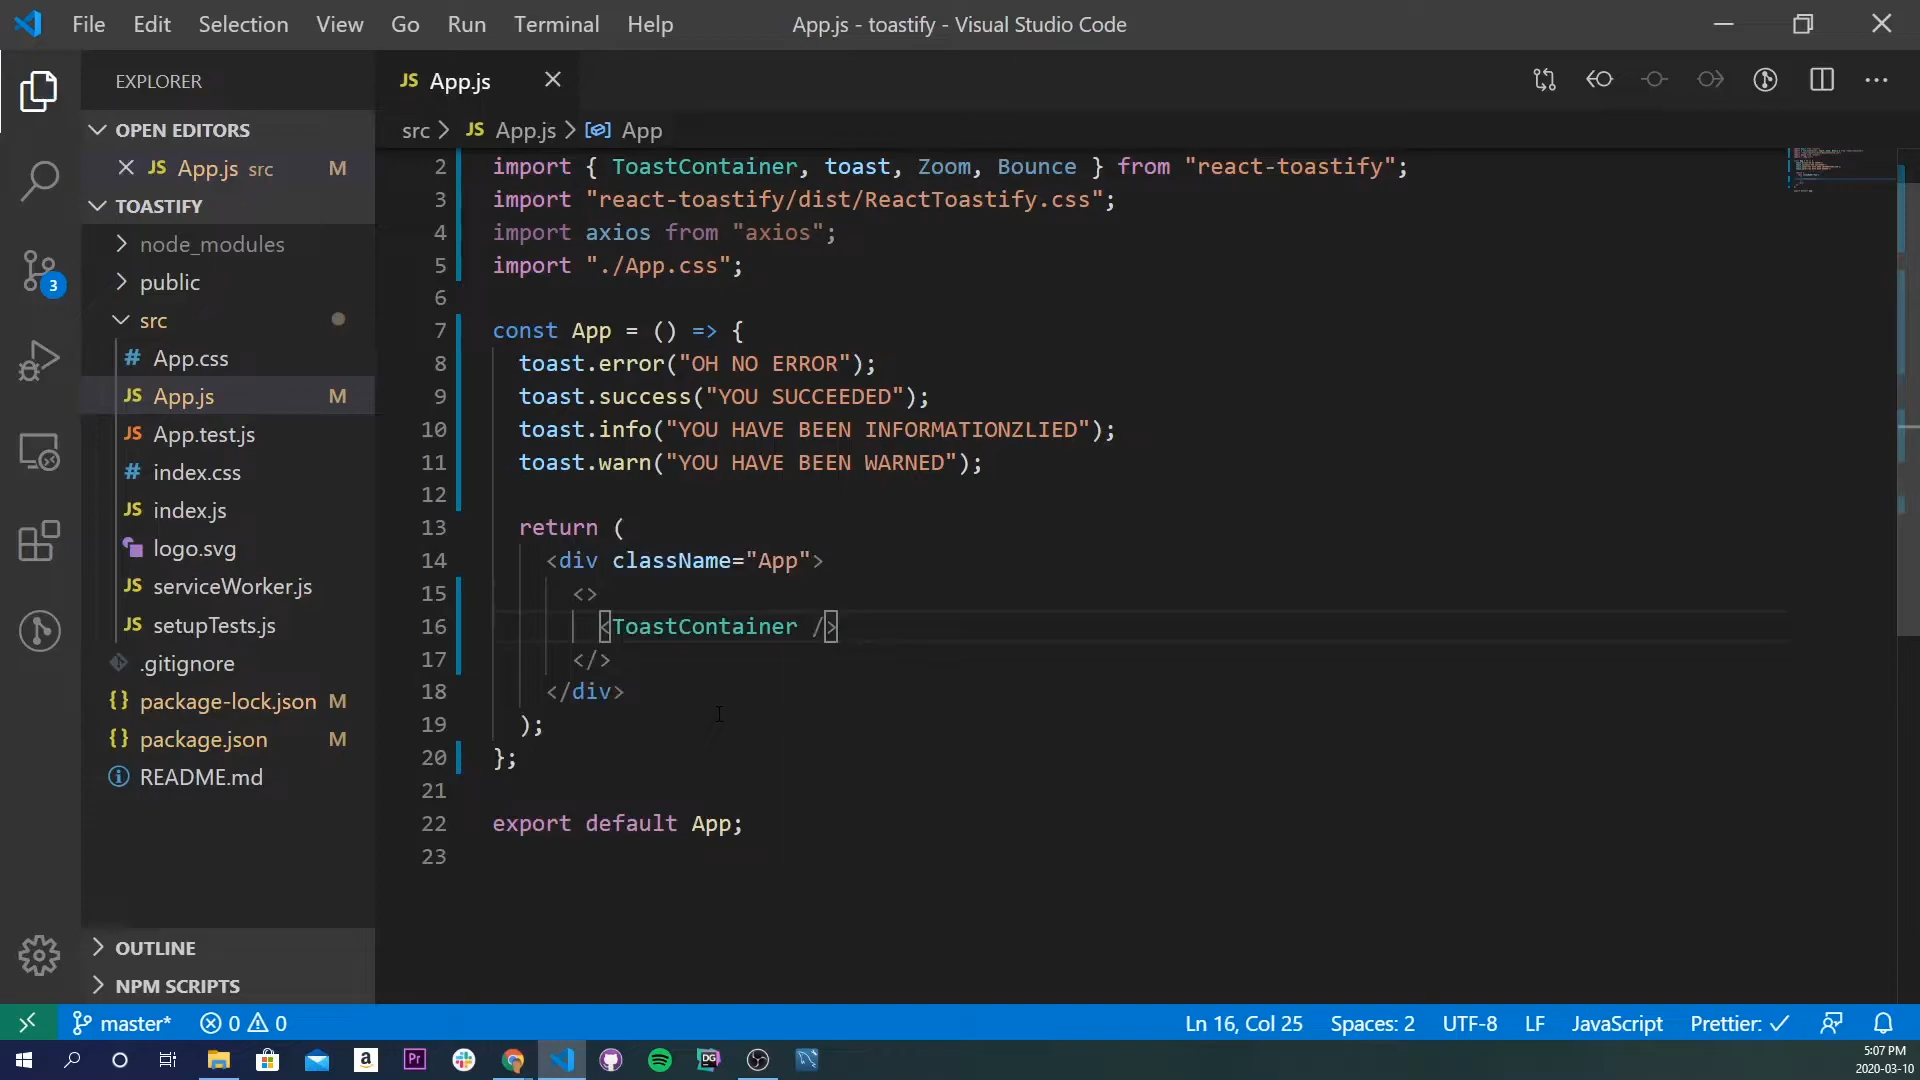 File Edit Selection View Go Run Terminal Help App.js - toastify - Visual Studio Code
EXPLORER
OPEN EDITORS
JS App.js src M
TOASTIFY
node_modules
public
src
# App.css
JS App.js M
JS App.test.js
# index.css
JS index.js
logo.svg
JS serviceWorker.js
JS setupTests.js
.gitignore
{} package-lock.json M
{} package.json M
README.md
OUTLINE
NPM SCRIPTS
3
JS App.js
src > JS App.js > App
2 import { ToastContainer, toast, Zoom, Bounce } from "react-toastify";
3 import "react-toastify/dist/ReactToastify.css";
4 import axios from "axios";
5 import "./App.css";
6
7 const App = () => {
8 toast.error("OH NO ERROR");
9 toast.success("YOU SUCCEEDED");
10 toast.info("YOU HAVE BEEN INFORMATIONZLIED");
11 toast.warn("YOU HAVE BEEN WARNED");
12
13 return (
14 <div className="App">
15 <>
16 <ToastContainer />
17 </>
18 </div>
19 );
20 };
21
22 export default App;
23
master* 0 0 Ln 16, Col 25 Spaces: 2 UTF-8 LF JavaScript Prettier: ✓
a Pr DG
5:07 PM
2020-03-10